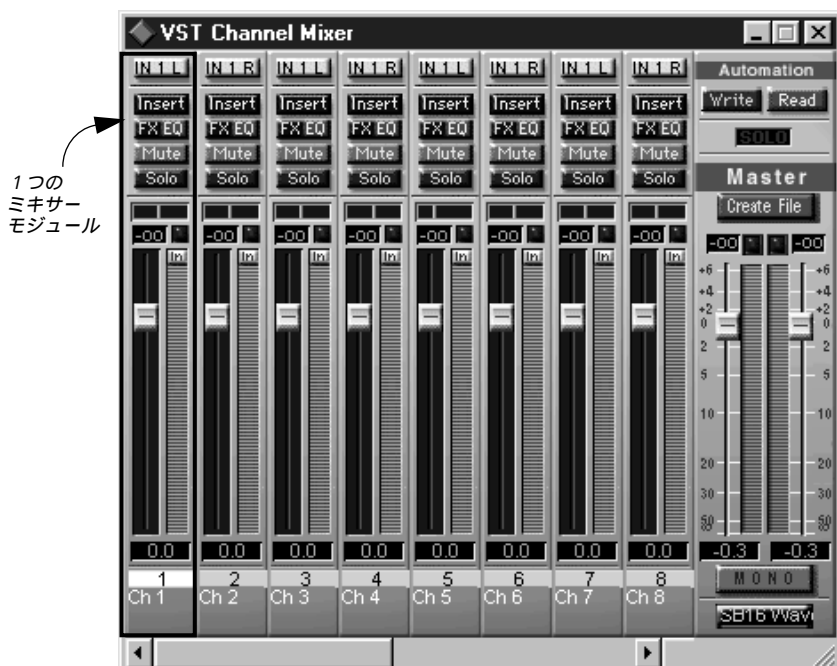 VST Channel Mixer
IN 1 L IN 1 R IN 1 L IN 1 R IN 1 L IN 1 R IN 1 L IN 1 R
Automation
Insert Insert Insert Insert Insert Insert Insert Insert
Write Read
FX EQ FX EQ FX EQ FX EQ FX EQ FX EQ FX EQ FX EQ
SOLO
Mute Mute Mute Mute Mute Mute Mute Mute
Solo Solo Solo Solo Solo Solo Solo Solo
Master
Create File
1つの
ミキサー
モジュール
-00 -00 -00 -00 -00 -00 -00 -00
-00 -00
In In In In In In In In
+6 +6
+4 +4
+2 +2
0 0
2 2
5 5
10 10
20 20
30 30
50 50
∞ ∞
0.0 0.0 0.0 0.0 0.0 0.0 0.0 0.0
-0.3 -0.3
1 2 3 4 5 6 7 8
MONO
Ch 1 Ch 2 Ch 3 Ch 4 Ch 5 Ch 6 Ch 7 Ch 8
SB16 Wav